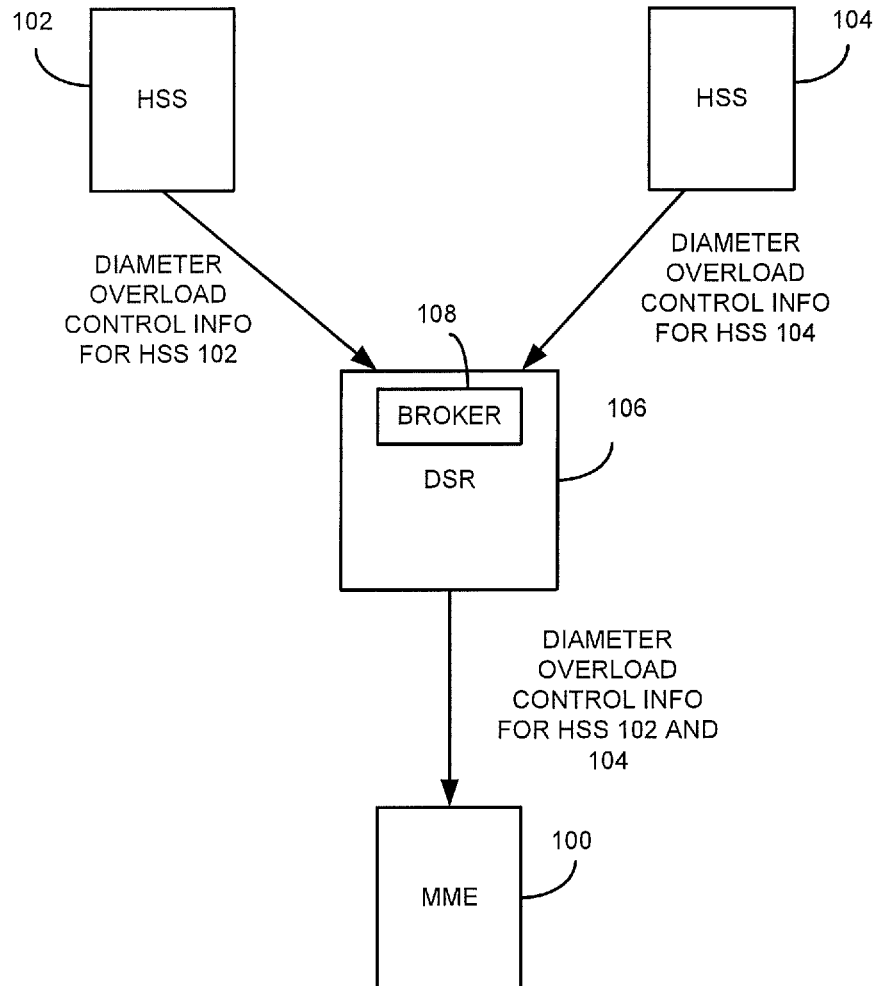 102
HSS
104
HSS
DIAMETER
OVERLOAD
CONTROL INFO
FOR HSS 102
DIAMETER
OVERLOAD
CONTROL INFO
FOR HSS 104
108
BROKER
DSR
106
DIAMETER
OVERLOAD
CONTROL INFO
FOR HSS 102 AND
104
100
MME